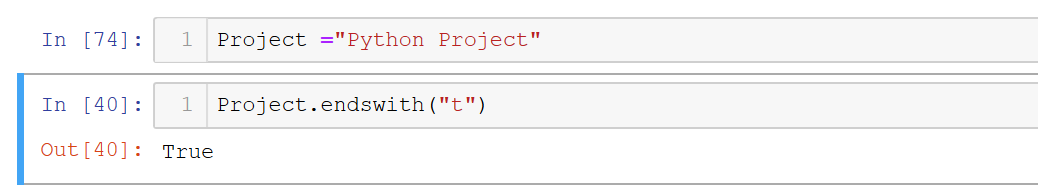 In [74]: 1 Project ="Python Project"
In [40]: 1 Project.endswith("t")
Out[40]: True